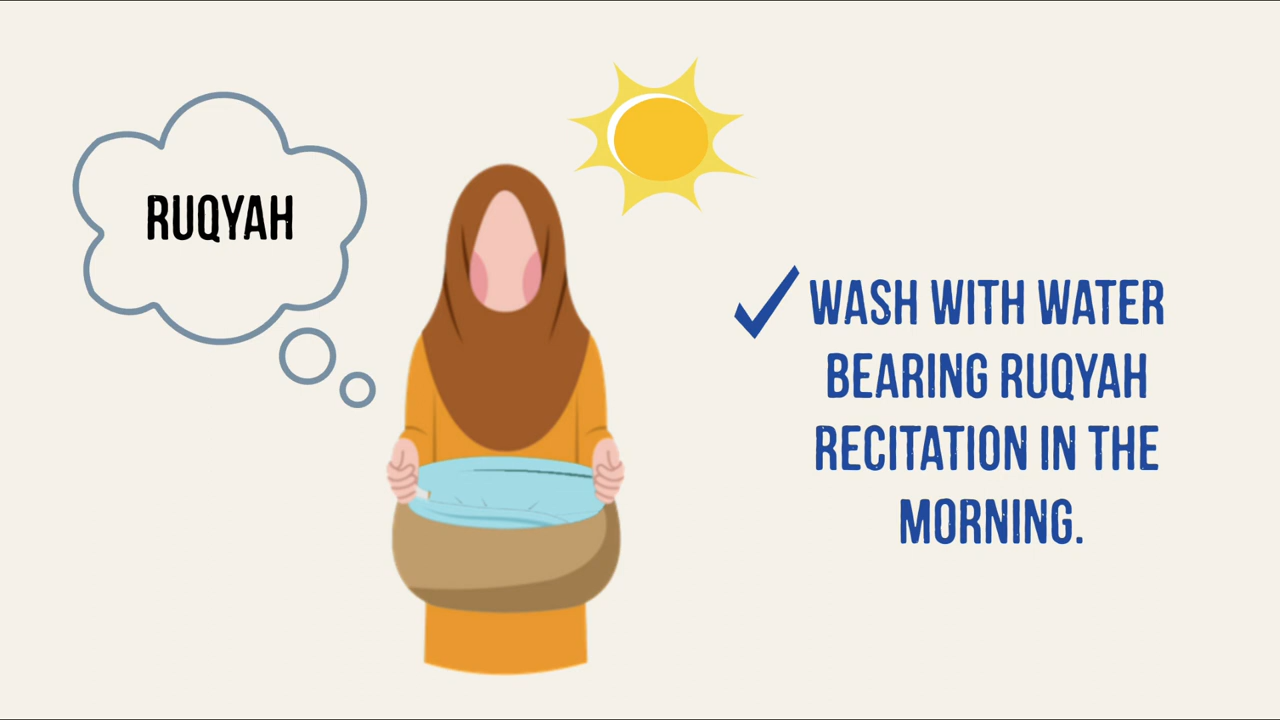 RUQYAH
WASH WITH WATER
BEARING RUQYAH
RECITATION IN THE
MORNING.